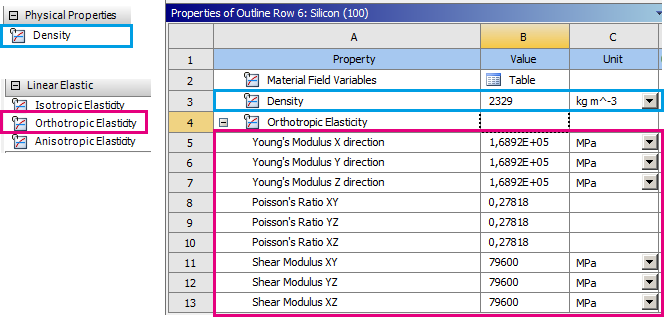 Physical Properties
Density
Linear Elastic
Isotropic Elasticity
Orthotropic Elasticity
Anisotropic Elasticity
Properties of Outline Row 6: Silicon (100)
A B C
1 Property Value Unit
2 Material Field Variables Table
3 Density 2329 kg m^-3
4 Orthotropic Elasticity
5 Young's Modulus X direction 1,6892E+05 MPa
6 Young's Modulus Y direction 1,6892E+05 MPa
7 Young's Modulus Z direction 1,6892E+05 MPa
8 Poisson's Ratio XY 0,27818
9 Poisson's Ratio YZ 0,27818
10 Poisson's Ratio XZ 0,27818
11 Shear Modulus XY 79600 MPa
12 Shear Modulus YZ 79600 MPa
13 Shear Modulus XZ 79600 MPa